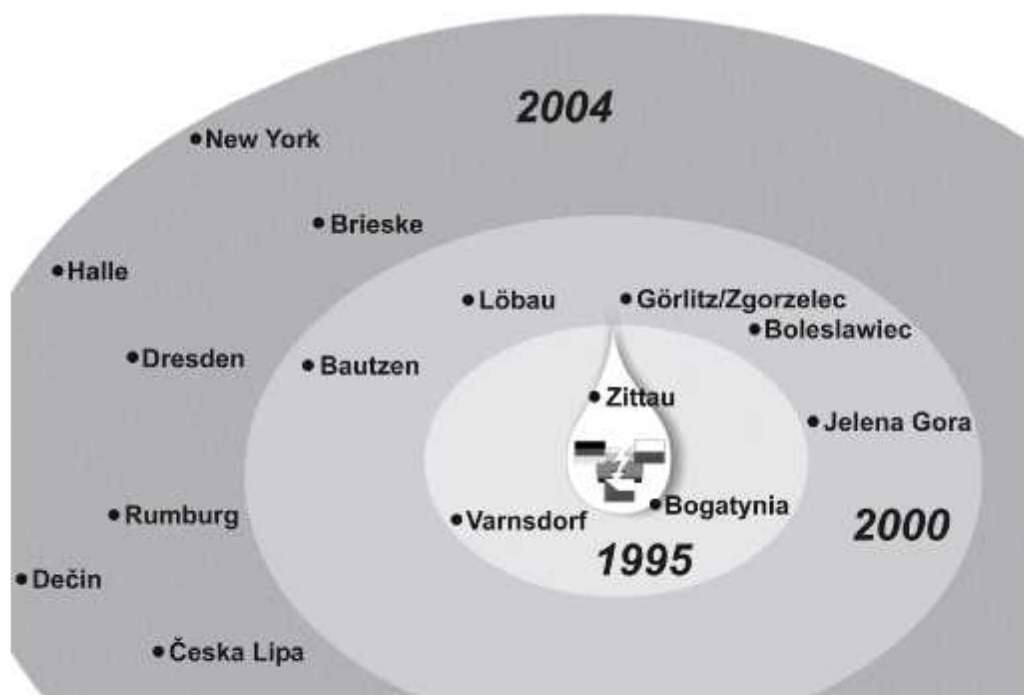 2004
New York
Brieske
Halle
Löbau
Görlitz/Zgorzelec
Boleslawiec
Dresden
Bautzen
Zittau
Jelena Gora
Bogatynia
Rumburg
Varnsdorf
2000
1995
Dečin
Česka Lipa